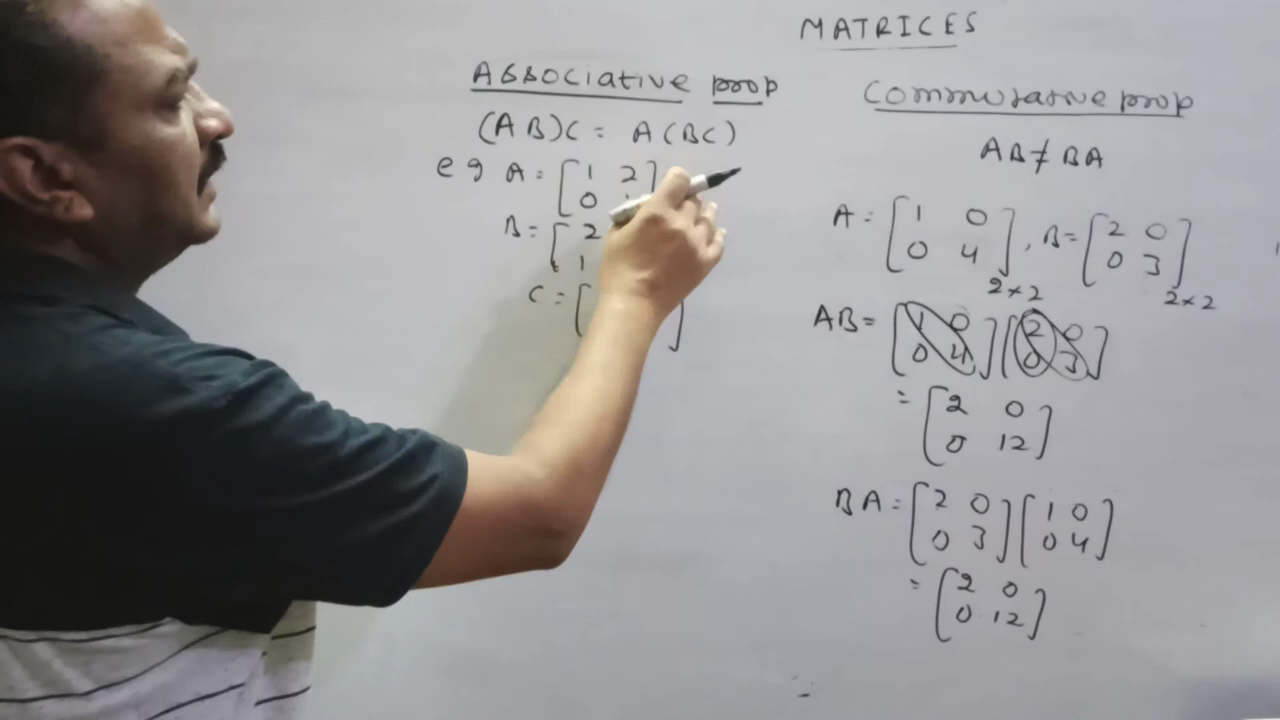 MATRICES
Associative prop
(AB)C = A(BC)
eg A = [ 1 2 ]
[ 0
B = [ 2
[ 1
C = [ ]
Commutative prop
AB ≠ BA
A = [ 1 0 ] , B = [ 2 0 ]
[ 0 4 ] 2×2 [ 0 3 ] 2×2
AB = [ 1 0 ] [ 2 0 ]
[ 0 4 ] [ 0 3 ]
= [ 2 0 ]
[ 0 12 ]
BA = [ 2 0 ] [ 1 0 ]
[ 0 3 ] [ 0 4 ]
= [ 2 0 ]
[ 0 12 ]